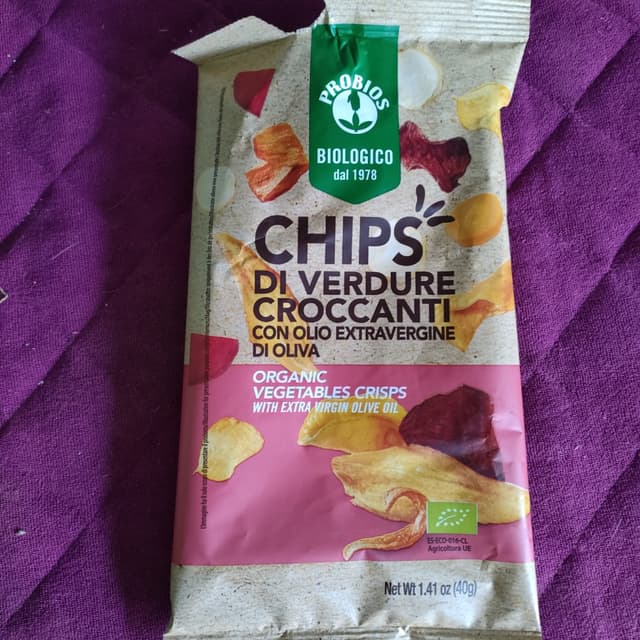 PROBIOS
BIOLOGICO
dal 1978
CHIPS
DI VERDURE
CROCCANTI
CON OLIO EXTRAVERGINE
DI OLIVA
ORGANIC
VEGETABLES CRISPS
WITH EXTRA VIRGIN OLIVE OIL
ES-ECO-016-CL
Agricoltura UE
Net Wt 1.41 oz (40g)